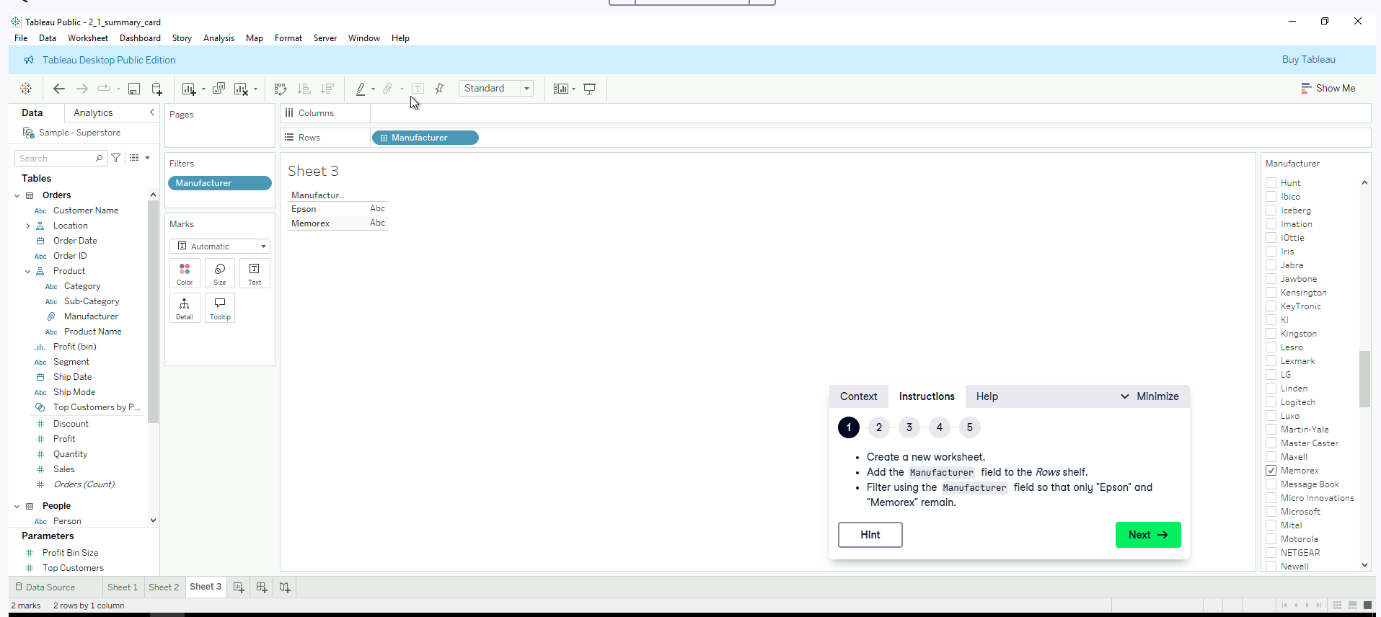 Tableau Public - 2_1_summary_card
File Data Worksheet Dashboard Story Analysis Map Format Server Window Help
Tableau Desktop Public Edition
Buy Tableau
Standard
Show Me
Data
Analytics
Sample - Superstore
Search
Tables
Orders
Abc Customer Name
Location
Order Date
Abc Order ID
Product
Abc Category
Abc Sub-Category
Manufacturer
Abc Product Name
Profit (bin)
Abc Segment
Ship Date
Abc Ship Mode
Top Customers by P...
# Discount
# Profit
# Quantity
# Sales
# Orders (Count)
People
Abc Person
Parameters
# Profit Bin Size
# Top Customers
Pages
Filters
Manufacturer
Marks
Automatic
Color
Size
Text
Detail
Tooltip
Columns
Rows
Manufacturer
Sheet 3
Manufactur..
Epson Abc
Memorex Abc
Manufacturer
Hunt
Ibico
Iceberg
Imation
iOttie
Iris
Jabra
Jawbone
Kensington
KeyTronic
KI
Kingston
Lesro
Lexmark
LG
Linden
Logitech
Luxo
Martin-Yale
Master Caster
Maxell
Memorex
Message Book
Micro Innovations
Microsoft
Mitel
Motorola
NETGEAR
Newell
Context
Instructions
Help
Minimize
1 2 3 4 5
• Create a new worksheet.
• Add the Manufacturer field to the Rows shelf.
• Filter using the Manufacturer field so that only "Epson" and
"Memorex" remain.
Hint
Next →
Data Source
Sheet 1
Sheet 2
Sheet 3
2 marks 2 rows by 1 column